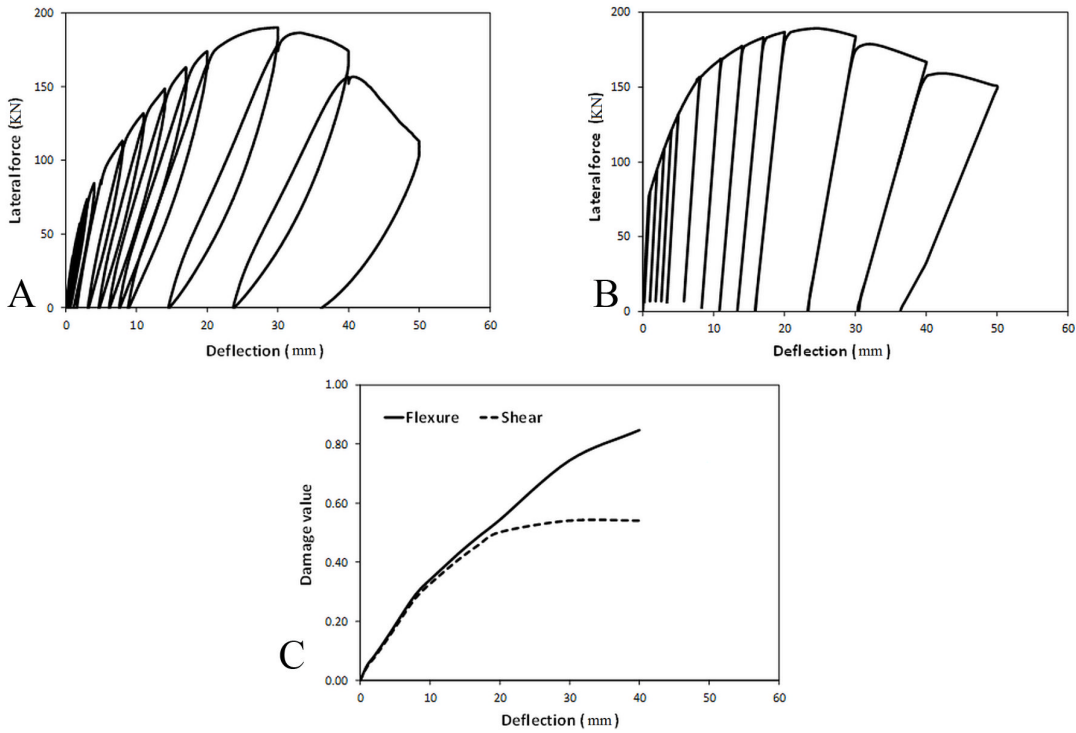 A
Lateral force (KN)
200
150
100
50
0
0 10 20 30 40 50 60
Deflection (mm)
B
Lateral force (KN)
200
150
100
50
0
0 10 20 30 40 50 60
Deflection (mm)
C
Damage value
1.00
0.80
0.60
0.40
0.20
0.00
Flexure Shear
0 10 20 30 40 50 60
Deflection (mm)